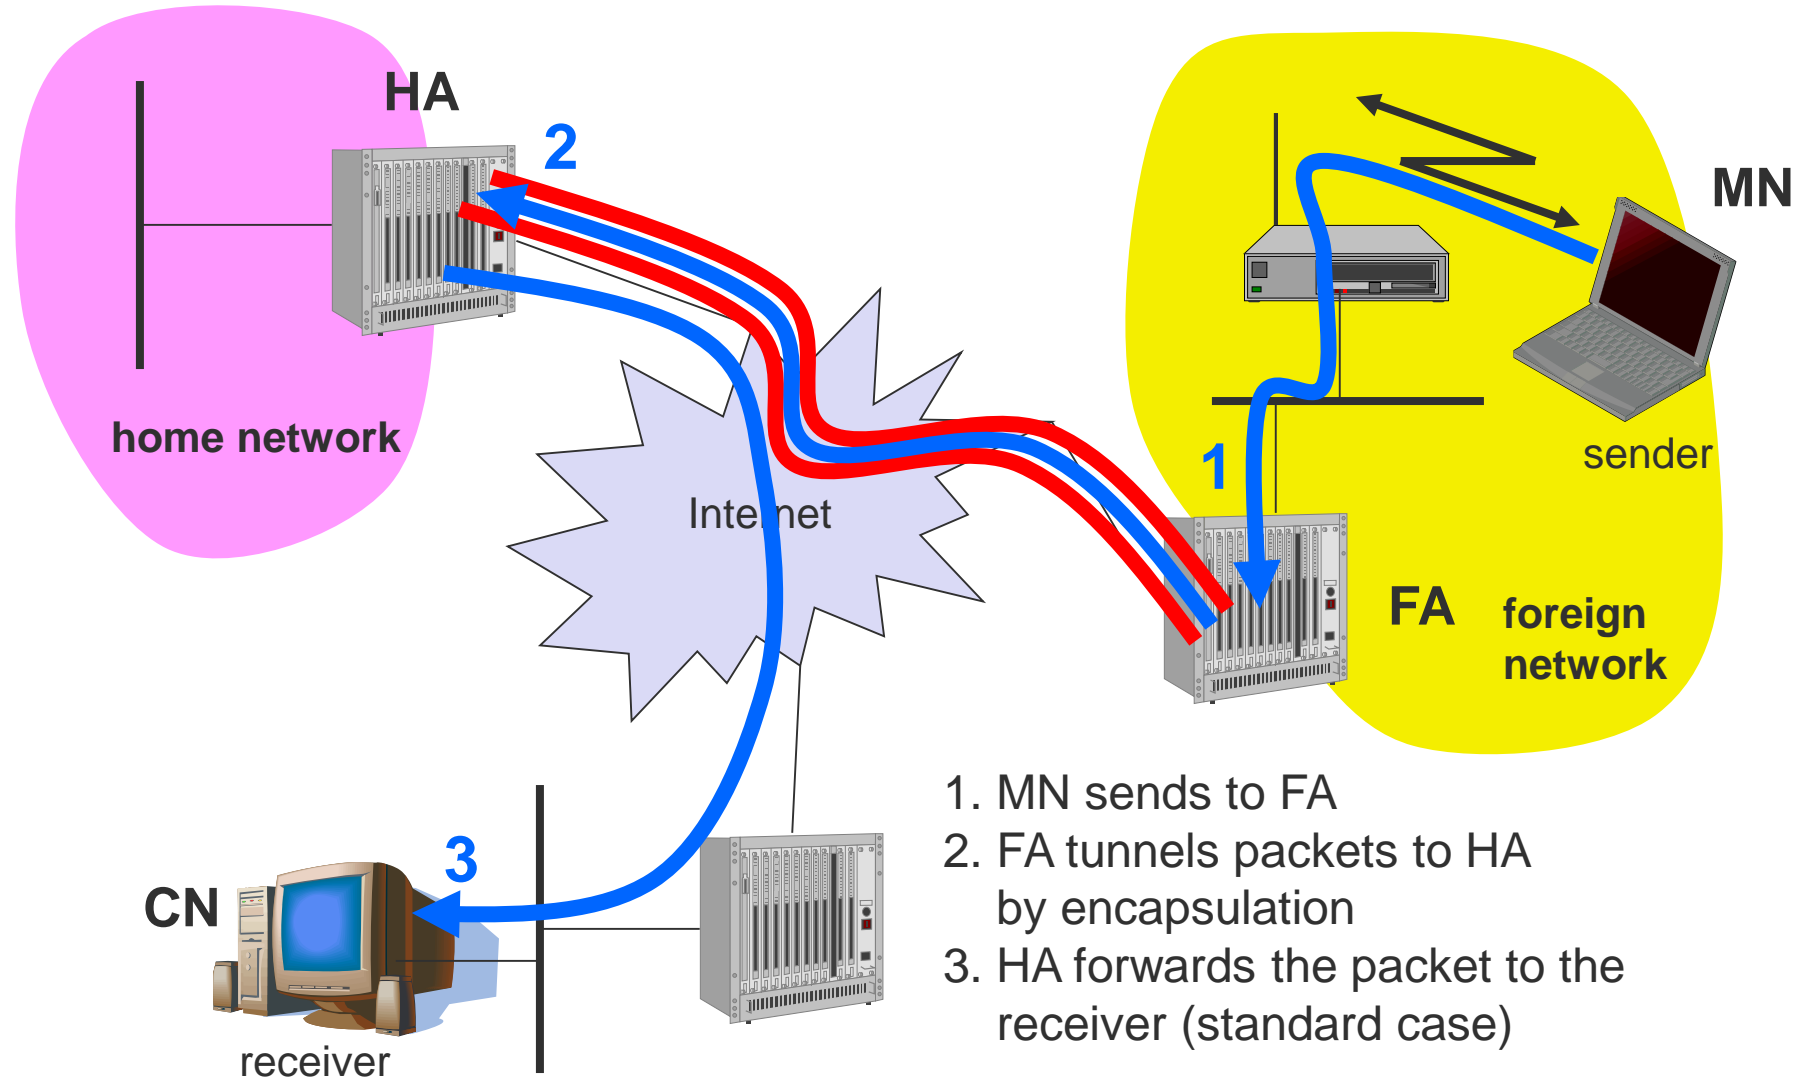 HA
2
MN
home network
1
sender
Internet
FA
foreign
network
1. MN sends to FA
2. FA tunnels packets to HA
by encapsulation
3. HA forwards the packet to the
receiver (standard case)
3
CN
receiver